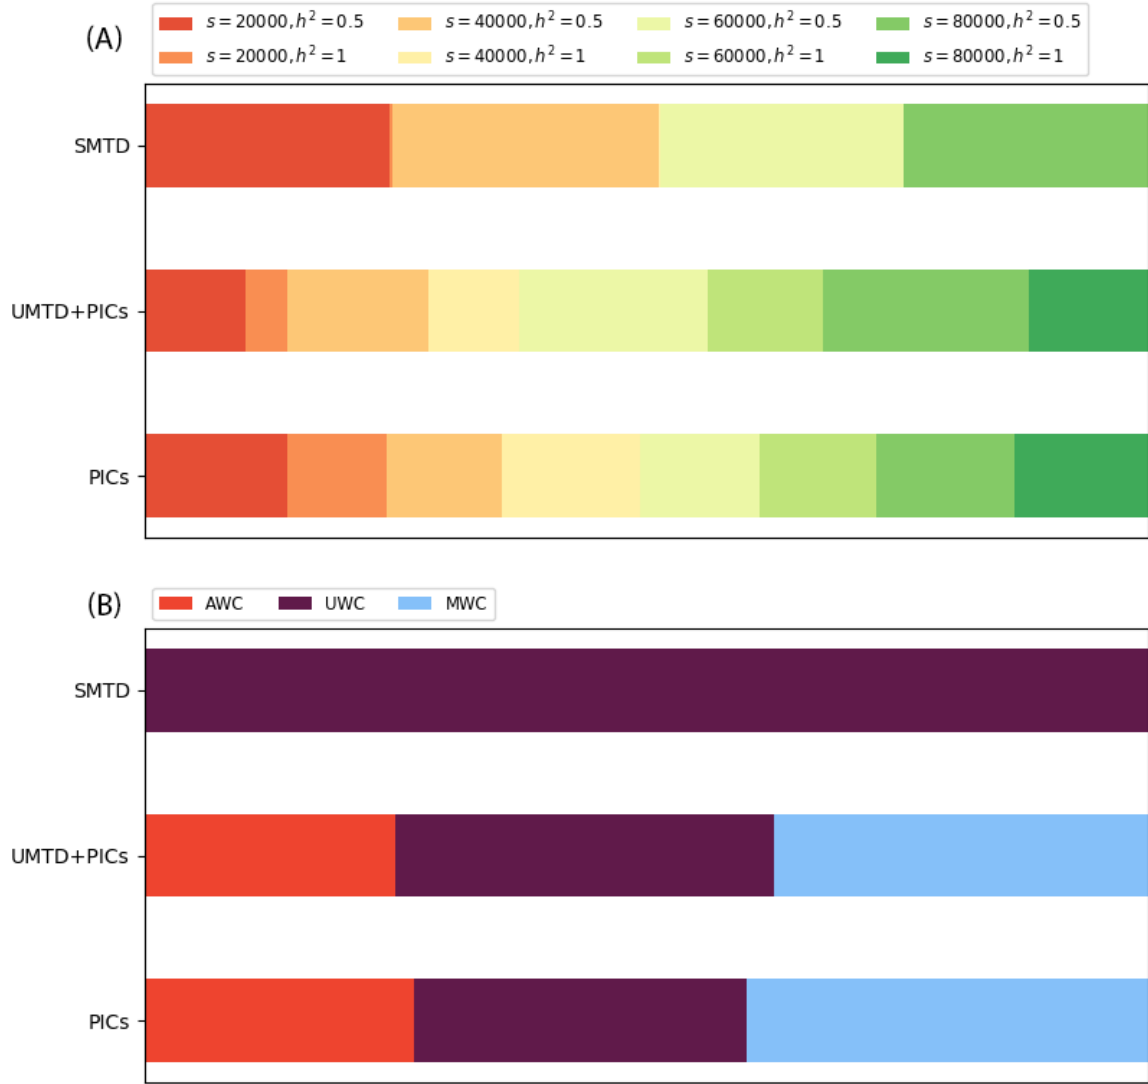 (A)
s = 20000, h² = 0.5 s = 40000, h² = 0.5 s = 60000, h² = 0.5 s = 80000, h² = 0.5
s = 20000, h² = 1 s = 40000, h² = 1 s = 60000, h² = 1 s = 80000, h² = 1
SMTD
UMTD+PICs
PICs
(B)
AWC UWC MWC
SMTD
UMTD+PICs
PICs